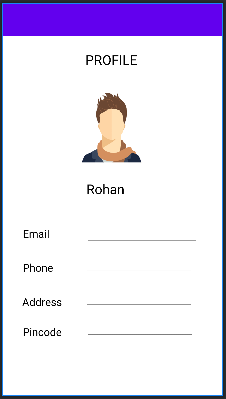 PROFILE
Rohan
Email
Phone
Address
Pincode